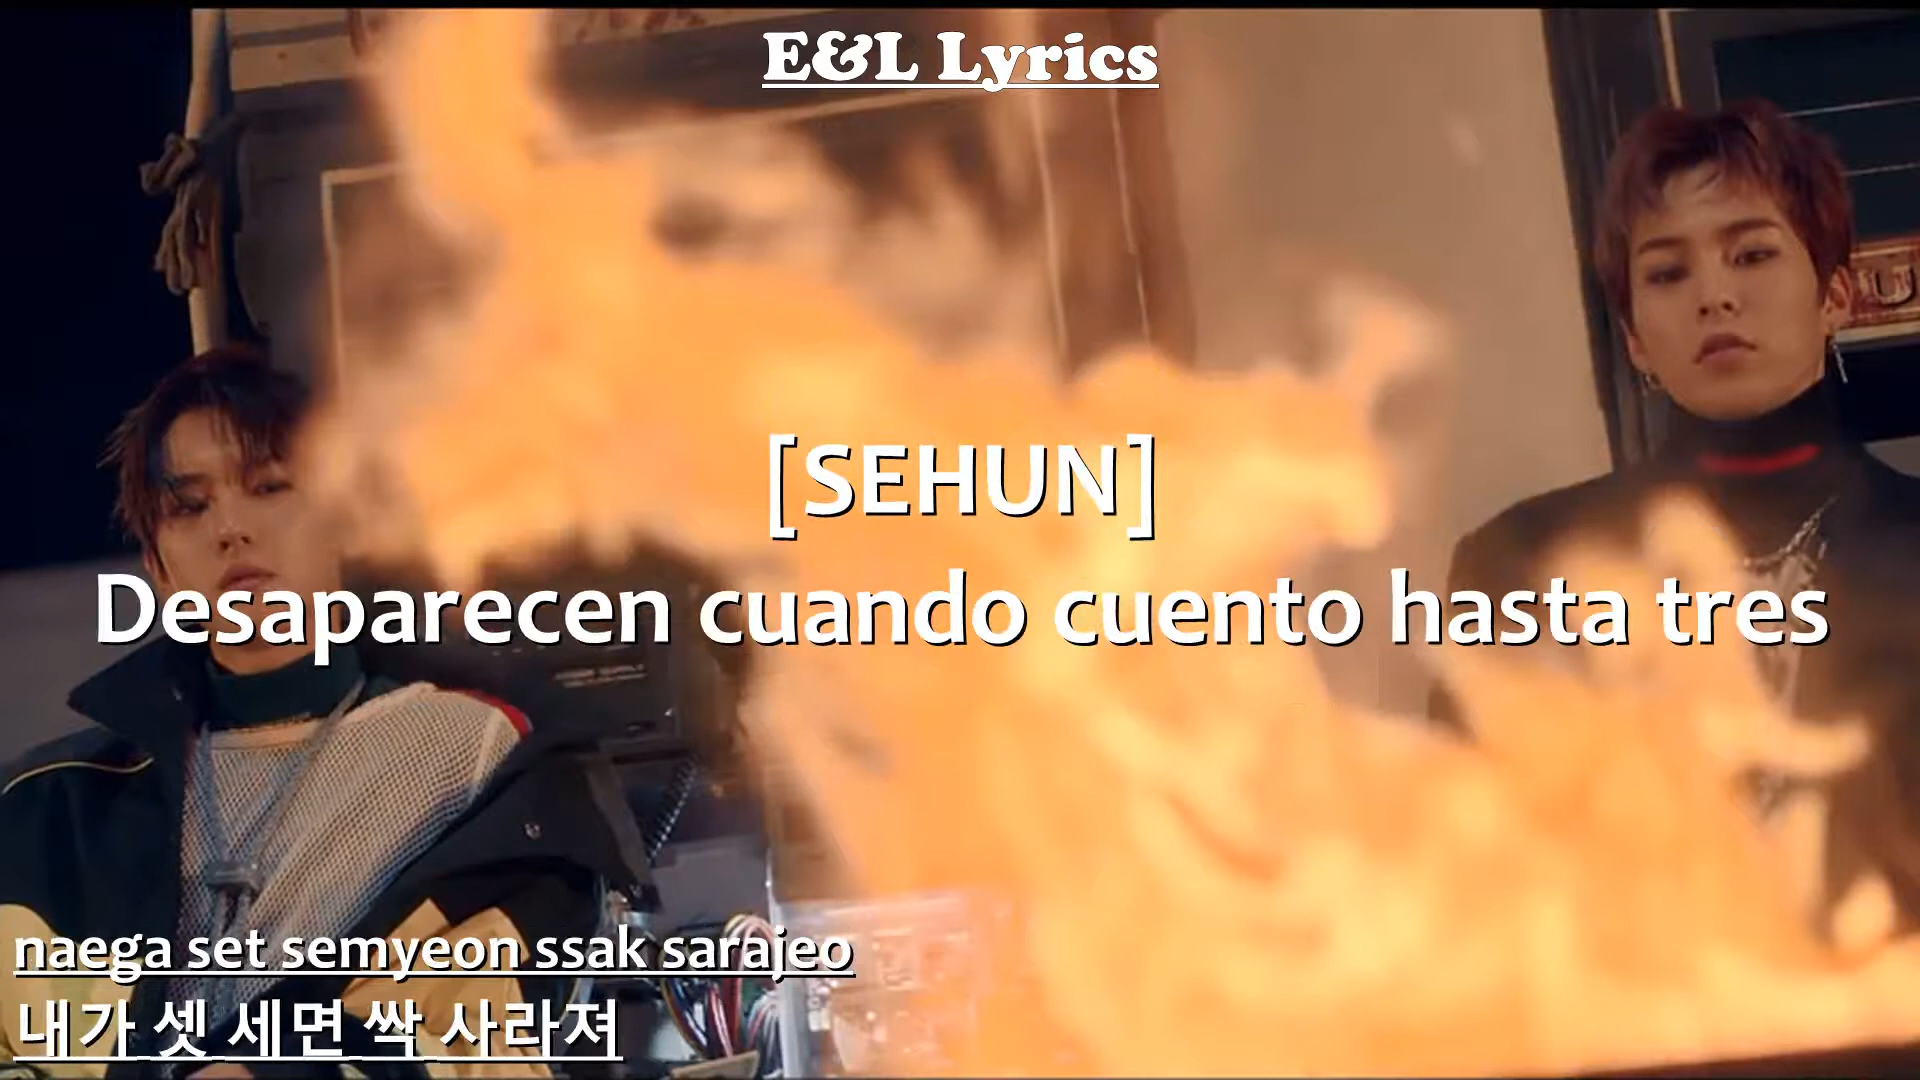 E&L Lyrics
[SEHUN]
Desaparecen cuando cuento hasta tres
naega set semyeon ssak sarajeo
내가 셋 세면 싹 사라져